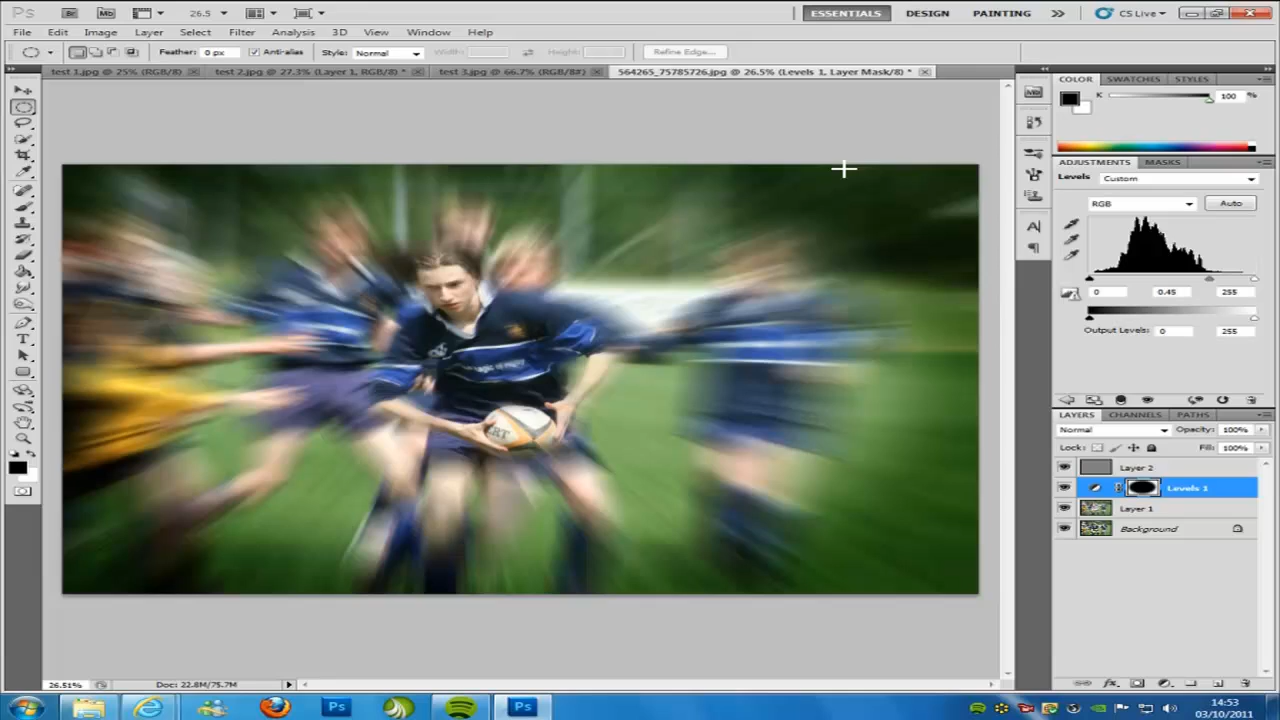 Ps Br Mb 26.5 ESSENTIALS DESIGN PAINTING CS Live
File Edit Image Layer Select Filter Analysis 3D View Window Help
Feather: 0 px Anti-alias Style: Normal Width: Height: Refine Edge...
test 1.jpg @ 25% (RGB/8) test 2.jpg @ 27.3% (Layer 1, RGB/8) * test 3.jpg @ 66.7% (RGB/8#) 564265_75785726.jpg @ 26.5% (Levels 1, Layer Mask/8) *
COLOR SWATCHES STYLES
K 100 %
ADJUSTMENTS MASKS
Levels Custom
RGB Auto
0 0.45 255
Output Levels: 0 255
LAYERS CHANNELS PATHS
Normal Opacity: 100%
Lock: Fill: 100%
Layer 2
Levels 1
Layer 1
Background
26.51% Doc: 22.8M/75.7M
Ps Ps 14:53
03/10/2011